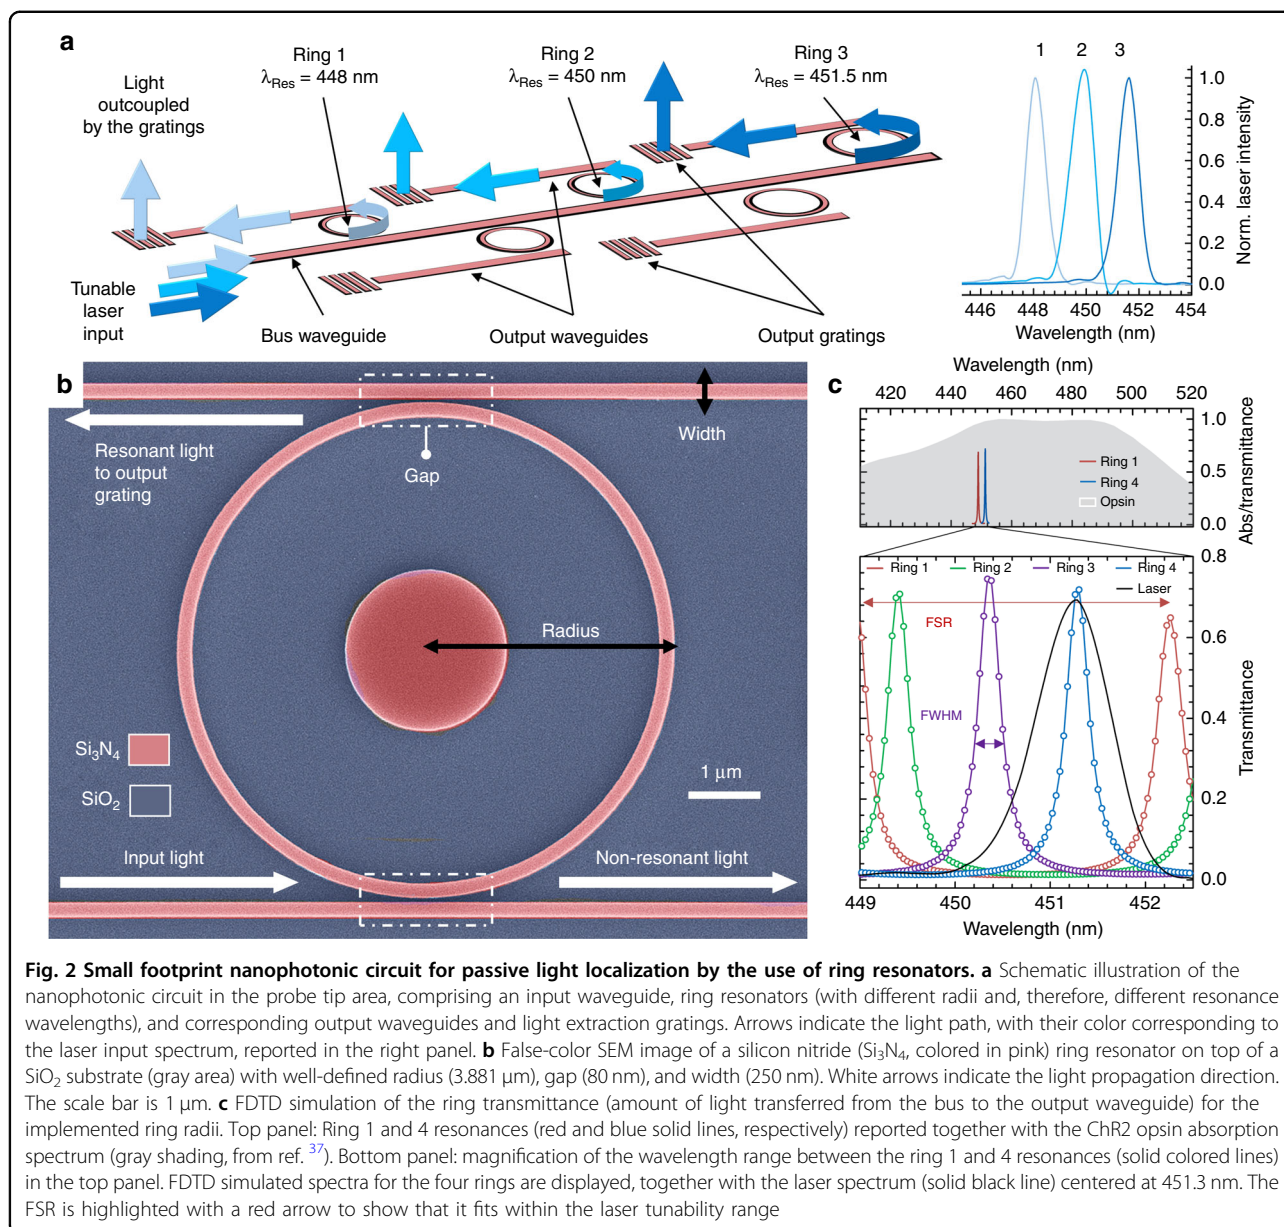 a
Ring 1
λRes = 448 nm
Ring 2
λRes = 450 nm
Ring 3
λRes = 451.5 nm
Light
outcoupled
by the gratings
Tunable
laser
input
Bus waveguide
Output waveguides
Output gratings
1 2 3
1.0
0.8
0.6
0.4
0.2
0.0
Norm. laser intensity
446 448 450 452 454
Wavelength (nm)
b
Width
Resonant light
to output
grating
Gap
Radius
Si3N4
SiO2
1 μm
Input light
Non-resonant light
c
Wavelength (nm)
420 440 460 480 500 520
1.0
0.5
0.0
Abs/transmittance
Ring 1
Ring 4
Opsin
Ring 1 Ring 2 Ring 3 Ring 4
Laser
FSR
FWHM
0.8
0.6
0.4
0.2
0.0
Transmittance
449 450 451 452
Wavelength (nm)
Fig. 2 Small footprint nanophotonic circuit for passive light localization by the use of ring resonators. a Schematic illustration of the
nanophotonic circuit in the probe tip area, comprising an input waveguide, ring resonators (with different radii and, therefore, different resonance
wavelengths), and corresponding output waveguides and light extraction gratings. Arrows indicate the light path, with their color corresponding to
the laser input spectrum, reported in the right panel. b False-color SEM image of a silicon nitride (Si3N4, colored in pink) ring resonator on top of a
SiO2 substrate (gray area) with well-defined radius (3.881 μm), gap (80 nm), and width (250 nm). White arrows indicate the light propagation direction.
The scale bar is 1 μm. c FDTD simulation of the ring transmittance (amount of light transferred from the bus to the output waveguide) for the
implemented ring radii. Top panel: Ring 1 and 4 resonances (red and blue solid lines, respectively) reported together with the ChR2 opsin absorption
spectrum (gray shading, from ref. 37). Bottom panel: magnification of the wavelength range between the ring 1 and 4 resonances (solid colored lines)
in the top panel. FDTD simulated spectra for the four rings are displayed, together with the laser spectrum (solid black line) centered at 451.3 nm. The
FSR is highlighted with a red arrow to show that it fits within the laser tunability range